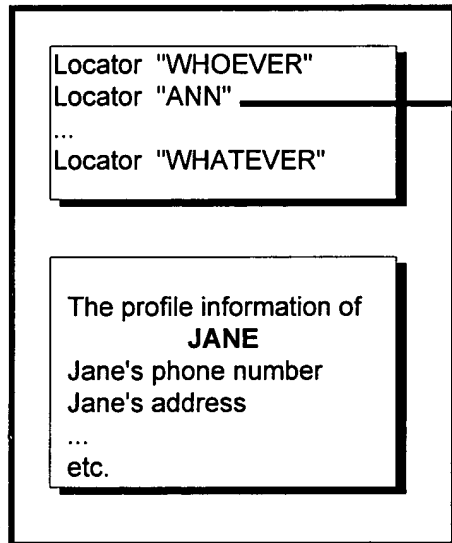 Locator "WHOEVER"
Locator "ANN"
...
Locator "WHATEVER"
The profile information of
JANE
Jane's phone number
Jane's address
...
etc.